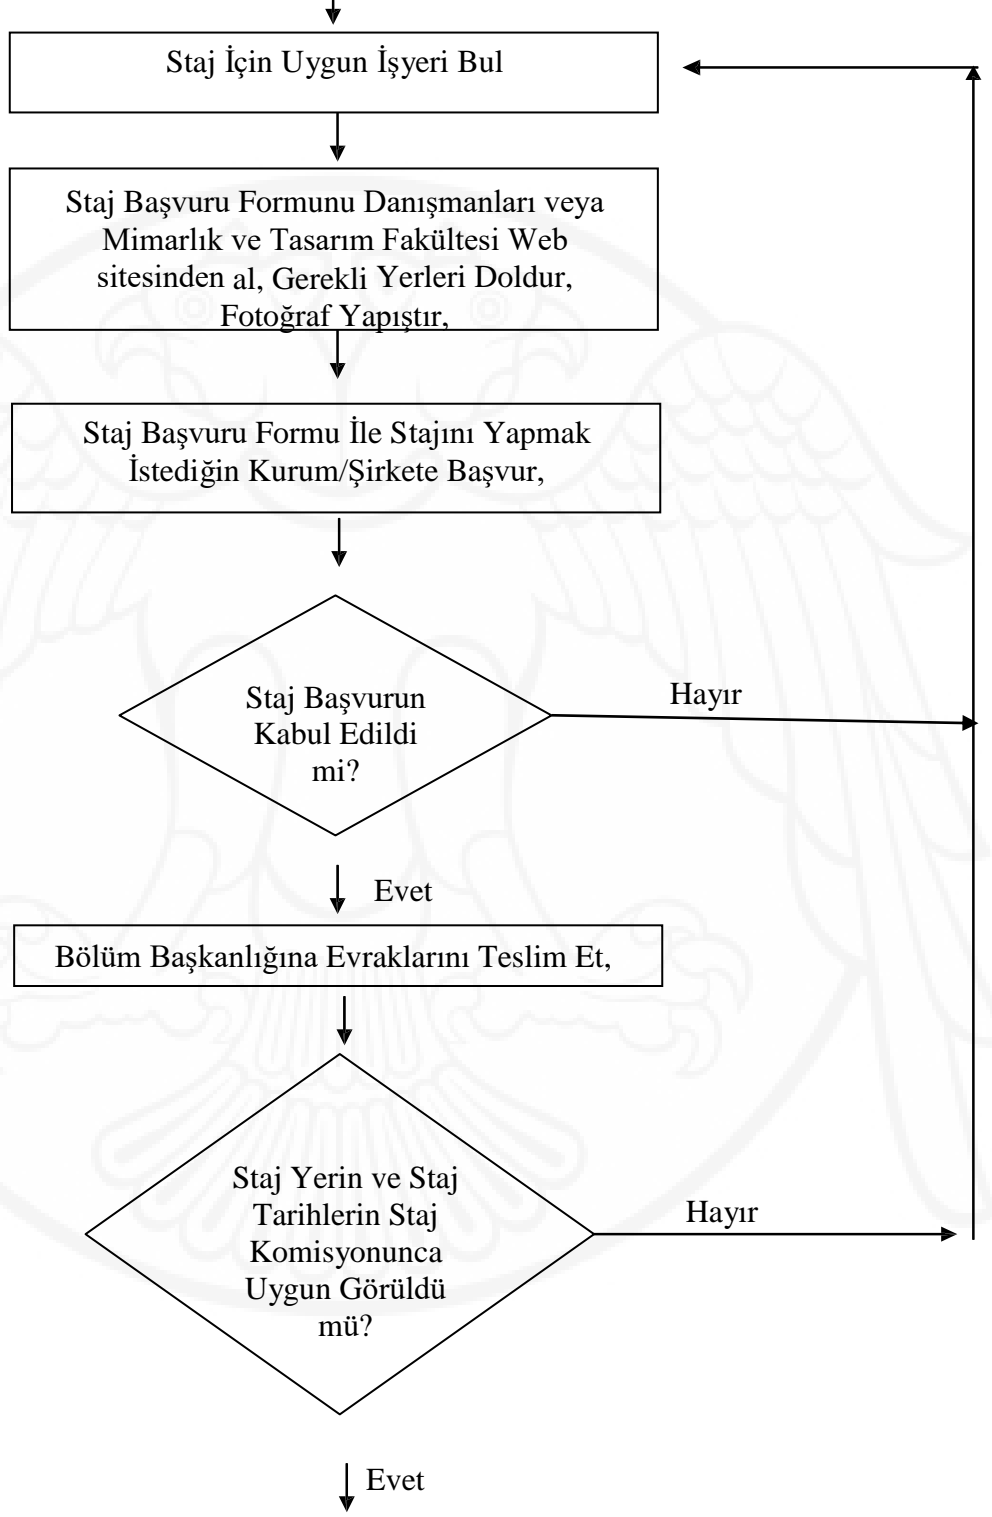 Staj İçin Uygun İşyeri Bul
Staj Başvuru Formunu Danışmanları veya
Mimarlık ve Tasarım Fakültesi Web
sitesinden al, Gerekli Yerleri Doldur,
Fotoğraf Yapıştır,
Staj Başvuru Formu İle Stajını Yapmak
İstediğin Kurum/Şirkete Başvur,
Staj Başvurun
Kabul Edildi
mi?
Hayır
Evet
Bölüm Başkanlığına Evraklarını Teslim Et,
Staj Yerin ve Staj
Tarihlerin Staj
Komisyonunca
Uygun Görüldü
mü?
Hayır
Evet